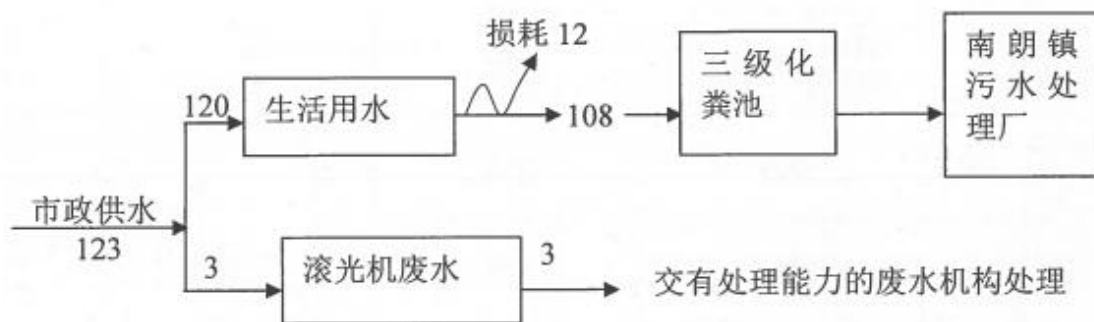 损耗 12
120
生活用水
108
三级化
粪池
南朗镇
污水处
理厂
市政供水
123
3
滚光机废水
3
交有处理能力的废水机构处理